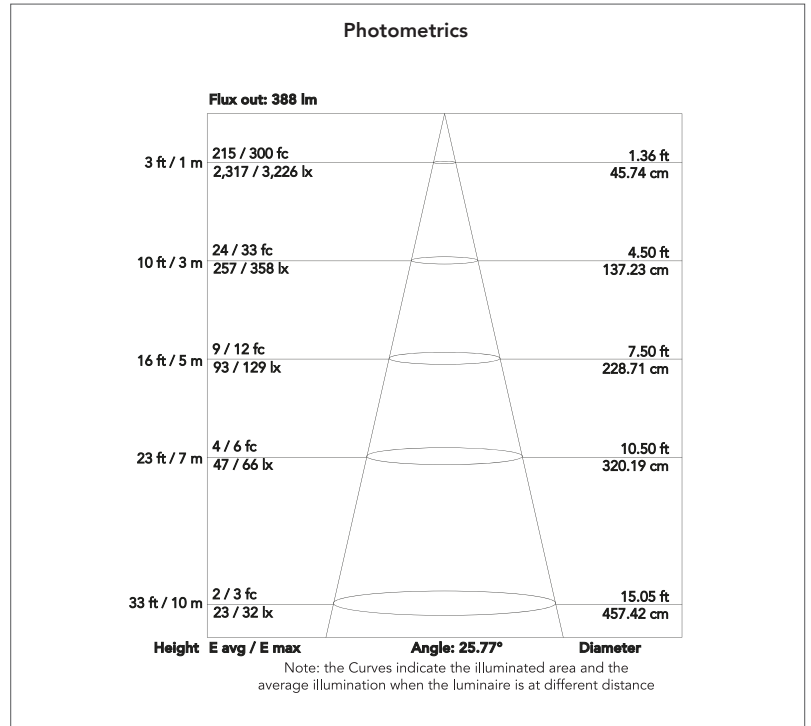 Photometrics
Flux out: 388 lm
3 ft / 1 m
215 / 300 fc
2,317 / 3,226 lx
1.36 ft
45.74 cm
10 ft / 3 m
24 / 33 fc
257 / 358 lx
4.50 ft
137.23 cm
16 ft / 5 m
9 / 12 fc
93 / 129 lx
7.50 ft
228.71 cm
23 ft / 7 m
4 / 6 fc
47 / 66 lx
10.50 ft
320.19 cm
33 ft / 10 m
2 / 3 fc
23 / 32 lx
15.05 ft
457.42 cm
Height E avg / E max Angle: 25.77° Diameter
Note: the Curves indicate the illuminated area and the
average illumination when the luminaire is at different distance